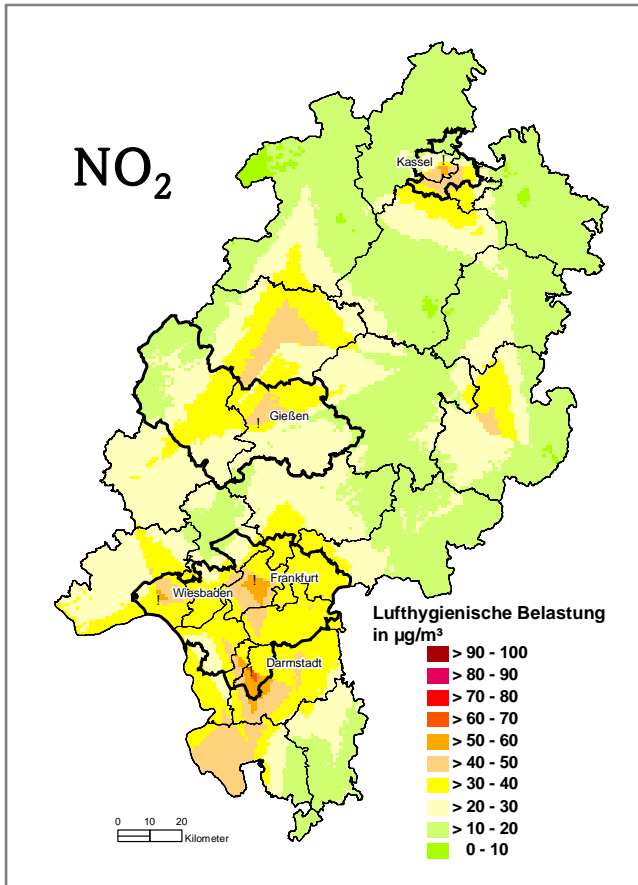 NO₂
Kassel !
Gießen
!
! Frankfurt
Wiesbaden
!
Darmstadt
Lufthygienische Belastung
in µg/m³
> 90 - 100
> 80 - 90
> 70 - 80
> 60 - 70
> 50 - 60
> 40 - 50
> 30 - 40
> 20 - 30
> 10 - 20
0 - 10
0 10 20
Kilometer